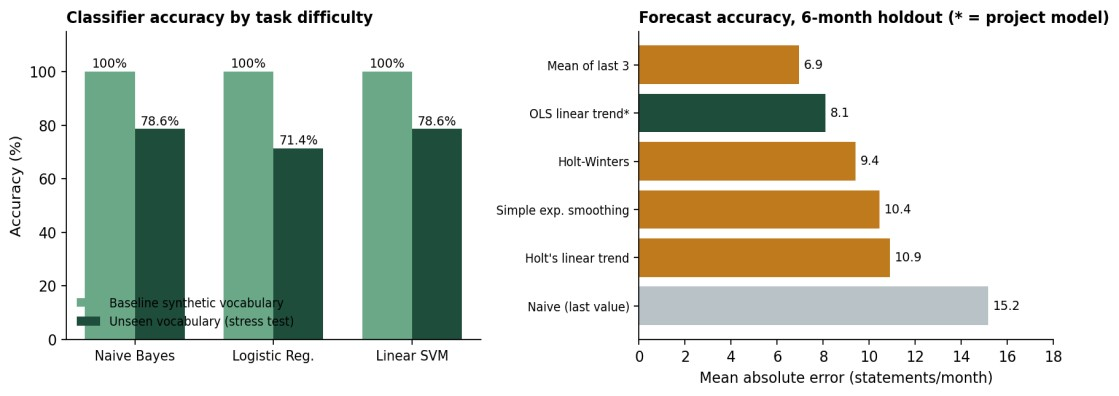 Classifier accuracy by task difficulty
Accuracy (%)
100
80
60
40
20
0
100%
78.6%
100%
71.4%
100%
78.6%
Baseline synthetic vocabulary
Unseen vocabulary (stress test)
Naive Bayes
Logistic Reg.
Linear SVM
Forecast accuracy, 6-month holdout (* = project model)
Mean of last 3
6.9
OLS linear trend*
8.1
Holt-Winters
9.4
Simple exp. smoothing
10.4
Holt's linear trend
10.9
Naive (last value)
15.2
0 2 4 6 8 10 12 14 16 18
Mean absolute error (statements/month)